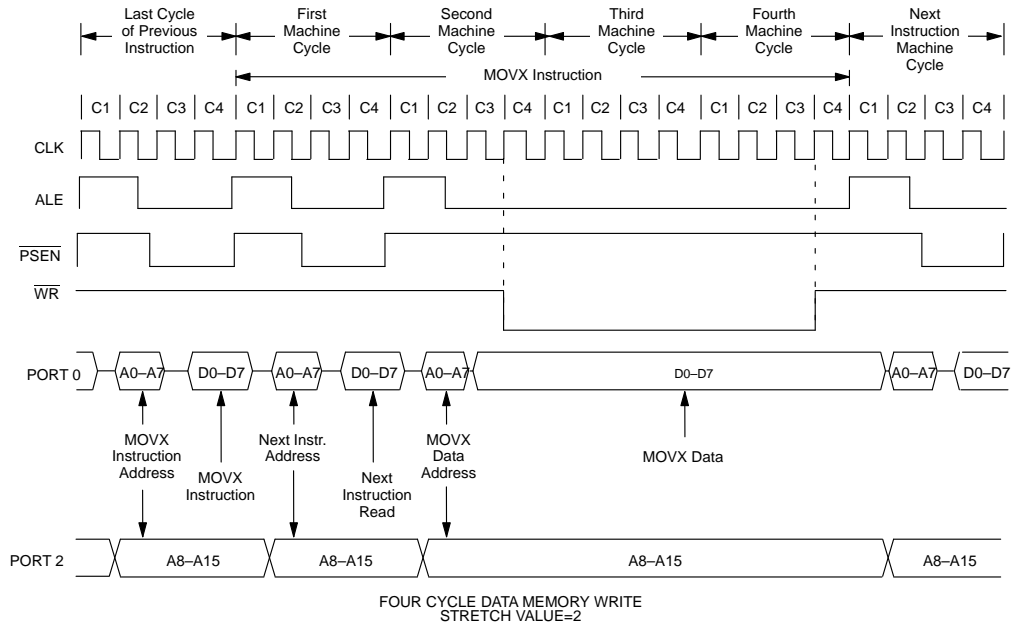 Last Cycle
of Previous
Instruction
First
Machine
Cycle
Second
Machine
Cycle
Third
Machine
Cycle
Fourth
Machine
Cycle
Next
Instruction
Machine
Cycle
MOVX Instruction
C1 C2 C3 C4 C1 C2 C3 C4 C1 C2 C3 C4 C1 C2 C3 C4 C1 C2 C3 C4 C1 C2 C3 C4
CLK
ALE
PSEN
WR
PORT 0 A0–A7 D0–D7 A0–A7 D0–D7 A0–A7 D0–D7 A0–A7 D0–D7
MOVX
Instruction
Address
MOVX
Instruction
Next Instr.
Address
Next
Instruction
Read
MOVX
Data
Address
MOVX Data
PORT 2 A8–A15 A8–A15 A8–A15 A8–A15
FOUR CYCLE DATA MEMORY WRITE
STRETCH VALUE=2